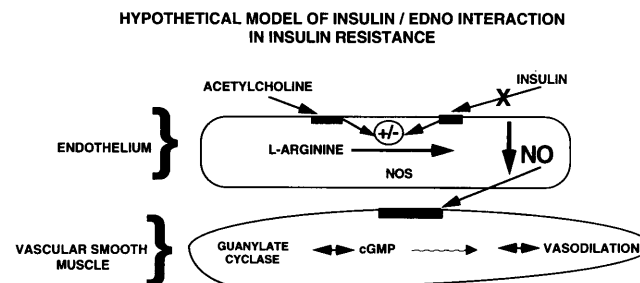 HYPOTHETICAL MODEL OF INSULIN / EDNO INTERACTION
IN INSULIN RESISTANCE
ACETYLCHOLINE
INSULIN
X
+/-
ENDOTHELIUM
L-ARGININE
NO
NOS
VASCULAR SMOOTH
MUSCLE
GUANYLATE
CYCLASE
cGMP
VASODILATION